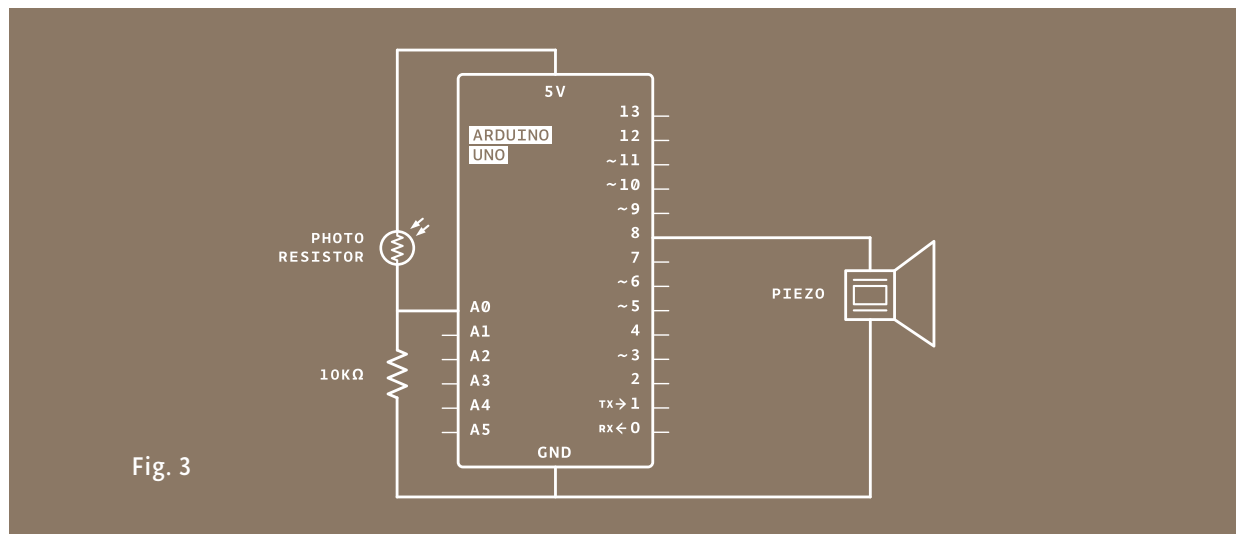 5V
ARDUINO
UNO
13
12
~11
~10
~9
8
7
~6
~5
4
~3
2
TX→1
RX←0
A0
A1
A2
A3
A4
A5
GND
PHOTO
RESISTOR
10KΩ
PIEZO
Fig. 3